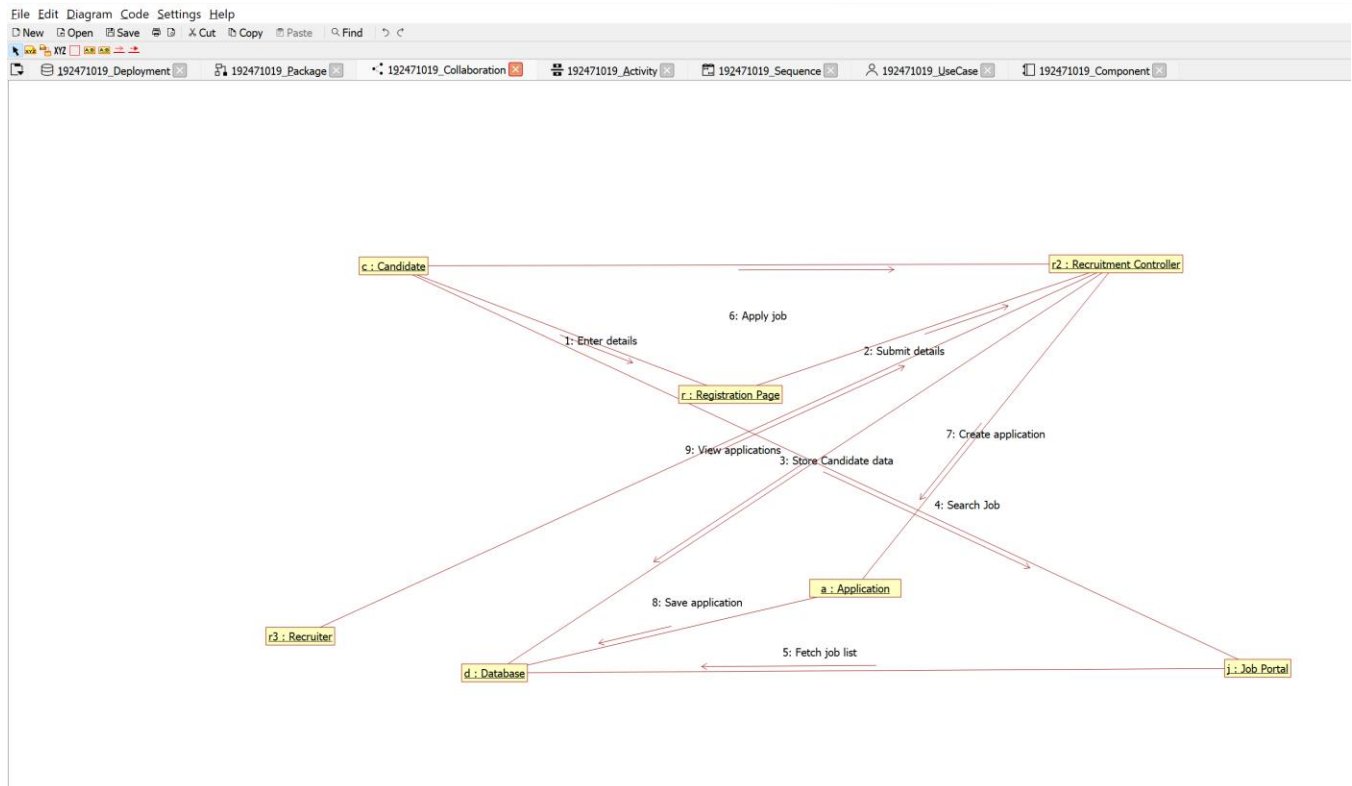 File Edit Diagram Code Settings Help
New Open Save Cut Copy Paste Find
XYZ
192471019_Deployment 192471019_Package 192471019_Collaboration 192471019_Activity 192471019_Sequence 192471019_UseCase 192471019_Component
c : Candidate
r2 : Recruitment Controller
6: Apply job
1: Enter details
2: Submit details
r : Registration Page
7: Create application
9: View applications
3: Store Candidate data
4: Search Job
a : Application
8: Save application
r3 : Recruiter
5: Fetch job list
d : Database
j : Job Portal